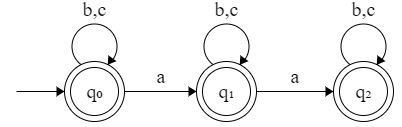 b,c b,c b,c
a a
q₀ q₁ q₂